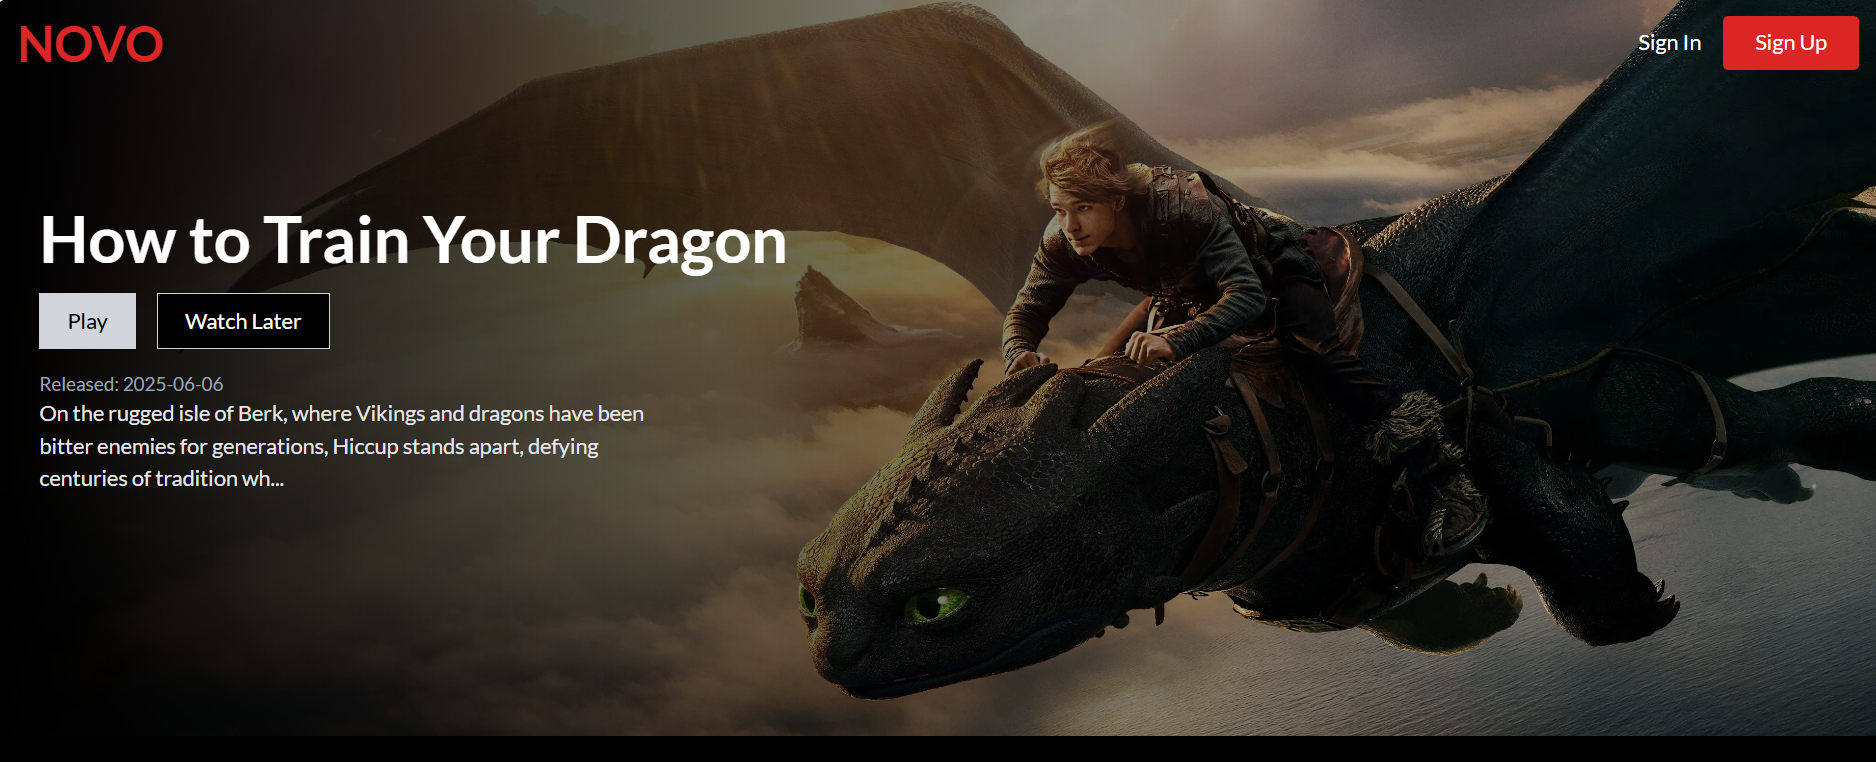 NOVO
Sign In
Sign Up
How to Train Your Dragon
Play
Watch Later
Released: 2025-06-06
On the rugged isle of Berk, where Vikings and dragons have been
bitter enemies for generations, Hiccup stands apart, defying
centuries of tradition wh...